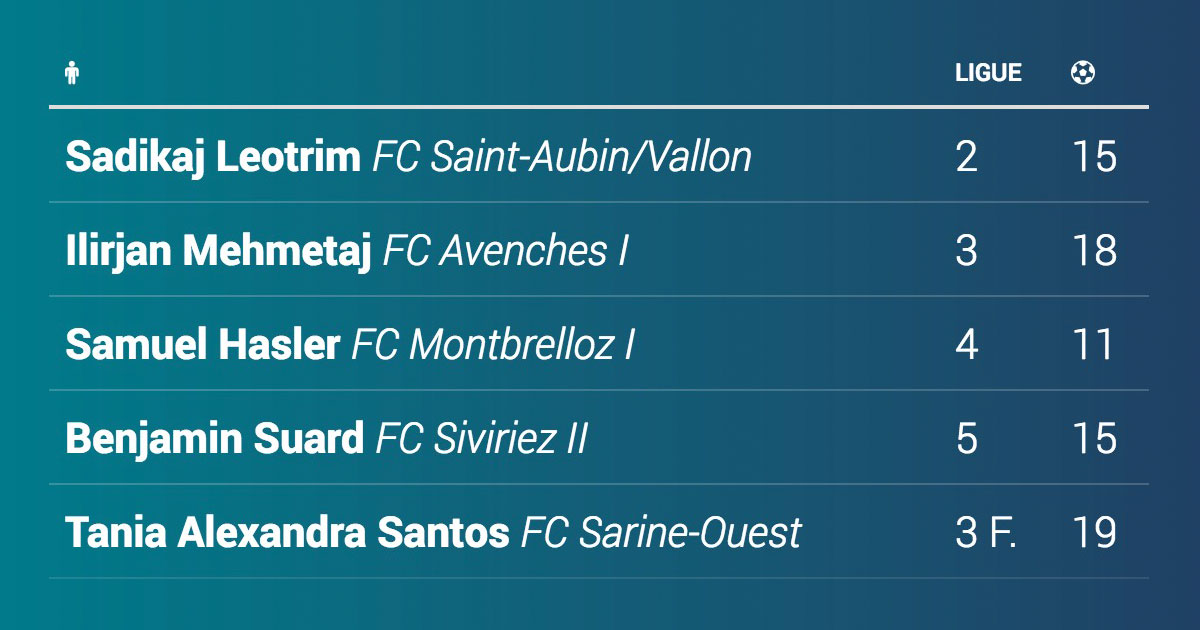 LIGUE
Sadikaj Leotrim FC Saint-Aubin/Vallon 2 15
Ilirjan Mehmetaj FC Avenches I 3 18
Samuel Hasler FC Montbrelloz I 4 11
Benjamin Suard FC Siviriez II 5 15
Tania Alexandra Santos FC Sarine-Ouest 3 F. 19